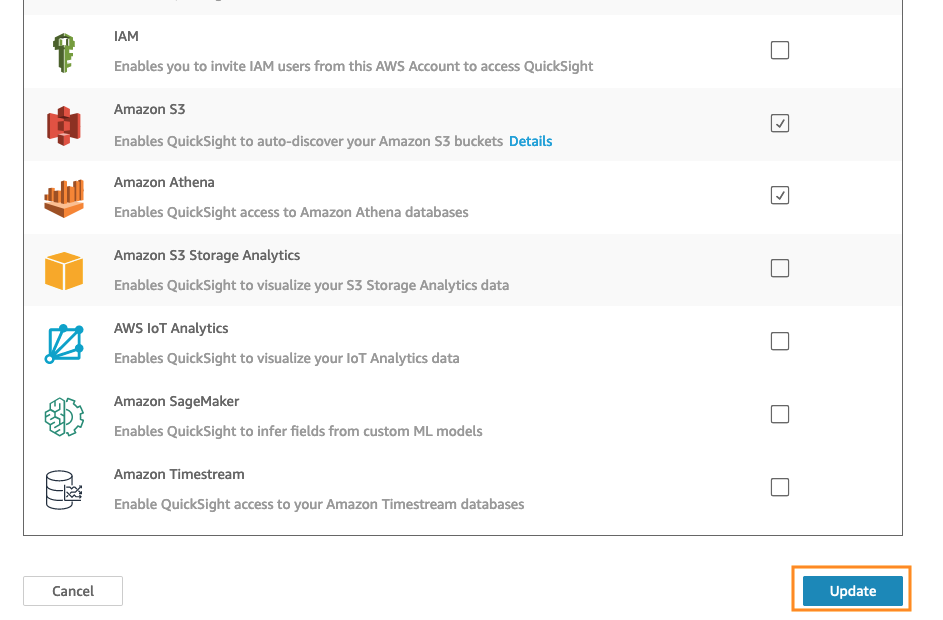 IAM
Enables you to invite IAM users from this AWS Account to access QuickSight
Amazon S3
Enables QuickSight to auto-discover your Amazon S3 buckets Details
Amazon Athena
Enables QuickSight access to Amazon Athena databases
Amazon S3 Storage Analytics
Enables QuickSight to visualize your S3 Storage Analytics data
AWS IoT Analytics
Enables QuickSight to visualize your IoT Analytics data
Amazon SageMaker
Enables QuickSight to infer fields from custom ML models
Amazon Timestream
Enable QuickSight access to your Amazon Timestream databases
Cancel
Update